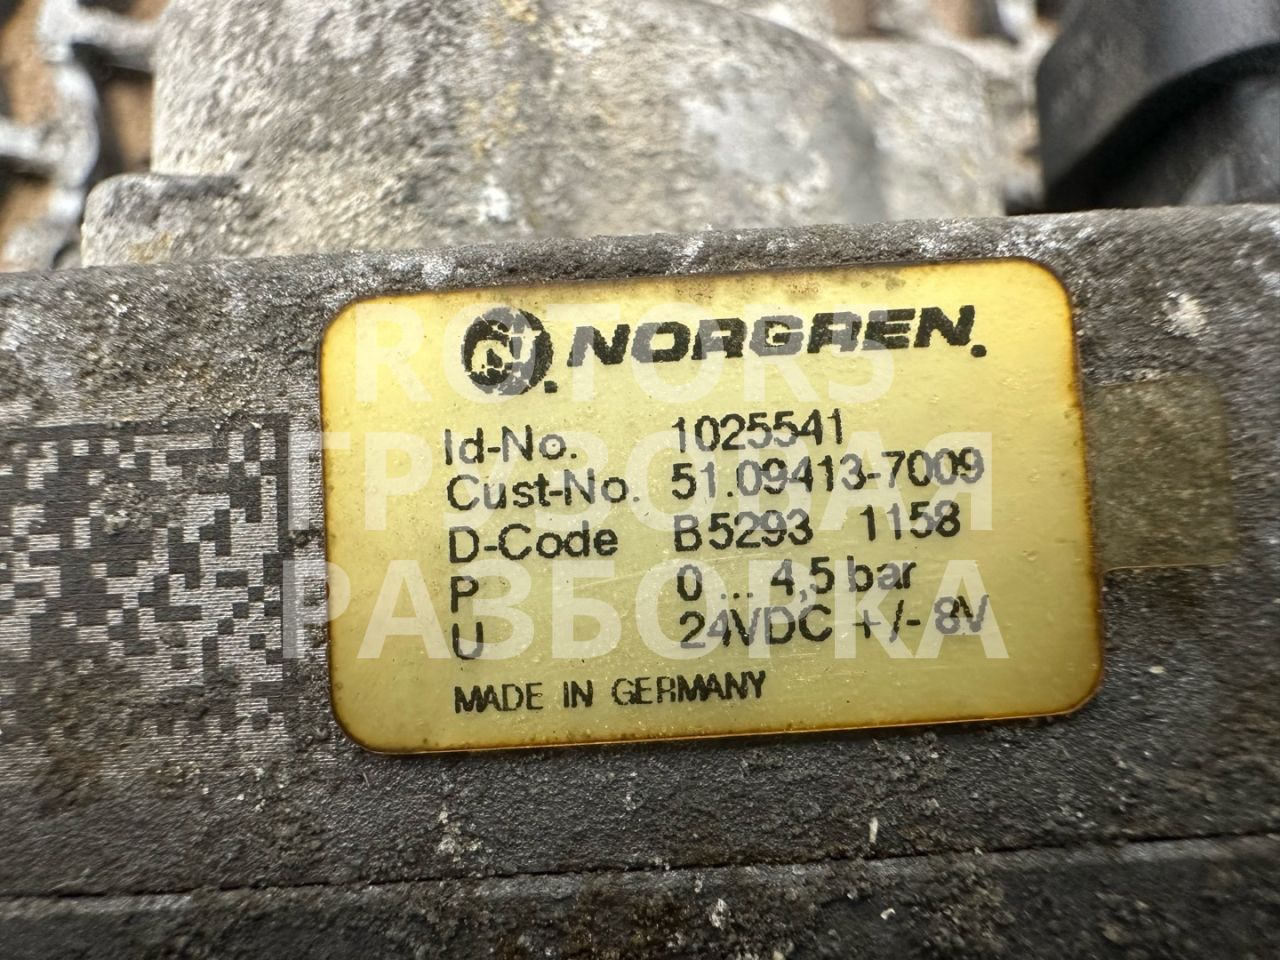 NORGREN.
ROTORS
Id-No. 1025541
ГРУЗОВАЯ
Cust-No. 51.09413-7009
D-Code B5293 1158
РАЗБОРКА
P 0 ... 4,5 bar
U 24VDC +/- 8V
MADE IN GERMANY